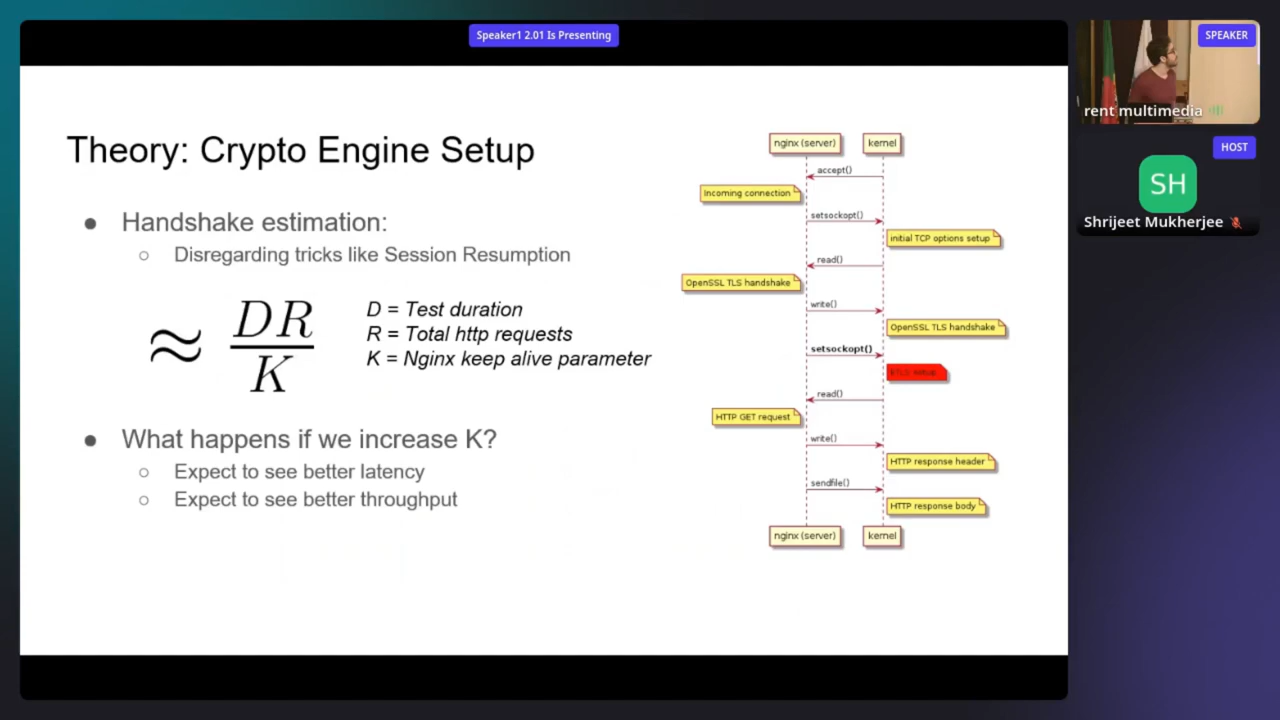 Speaker1 2.01 Is Presenting
SPEAKER
rent multimedia
HOST
SH
Shrijeet Mukherjee
Theory: Crypto Engine Setup
● Handshake estimation:
○ Disregarding tricks like Session Resumption
≈ DR
K
D = Test duration
R = Total http requests
K = Nginx keep alive parameter
● What happens if we increase K?
○ Expect to see better latency
○ Expect to see better throughput
nginx (server) kernel
accept()
Incoming connection
setsockopt()
initial TCP options setup
read()
OpenSSL TLS handshake
write()
OpenSSL TLS handshake
setsockopt()
kTLS setup
read()
HTTP GET request
write()
HTTP response header
sendfile()
HTTP response body
nginx (server) kernel